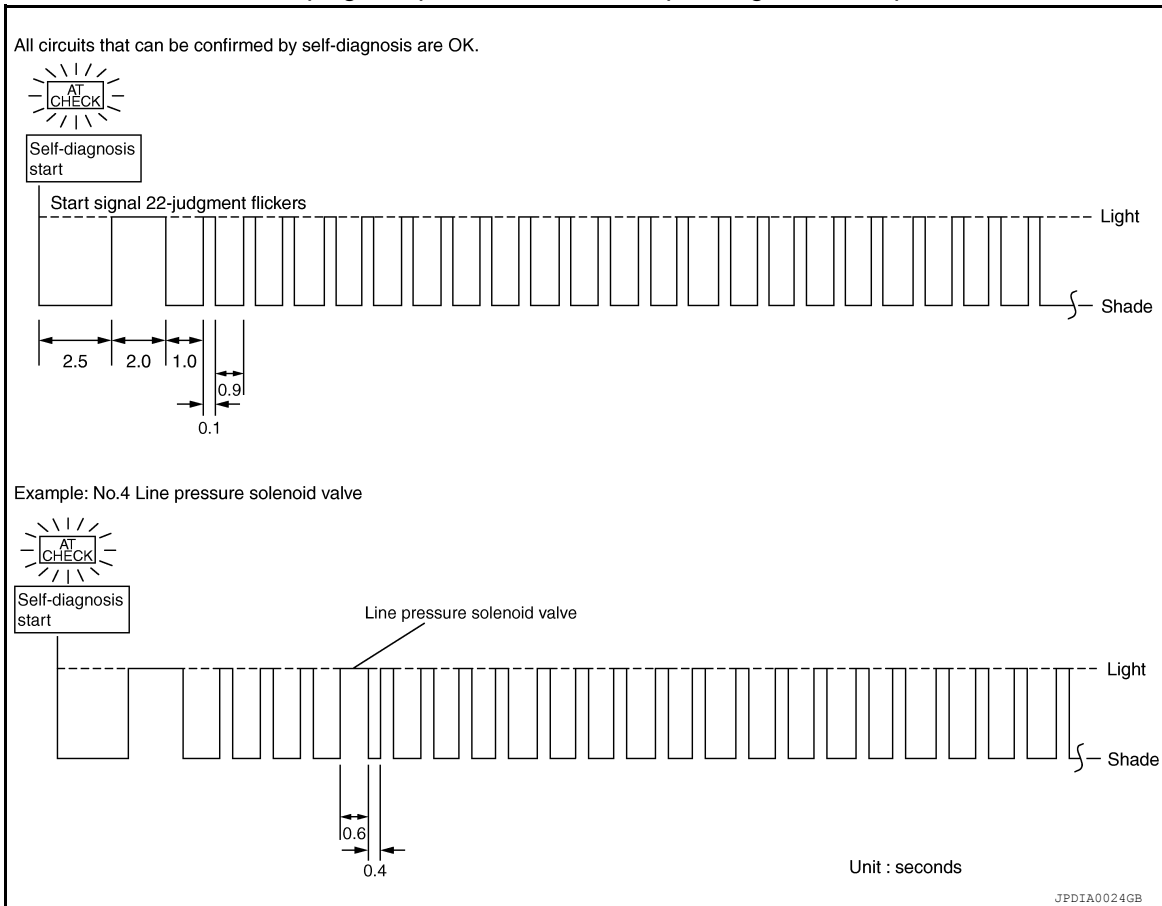 All circuits that can be confirmed by self-diagnosis are OK.
AT
CHECK
Self-diagnosis
start
Start signal 22-judgment flickers
Light
Shade
2.5
2.0
1.0
0.9
0.1
Example: No.4 Line pressure solenoid valve
AT
CHECK
Self-diagnosis
start
Line pressure solenoid valve
Light
Shade
0.6
0.4
Unit : seconds
JPDIA0024GB